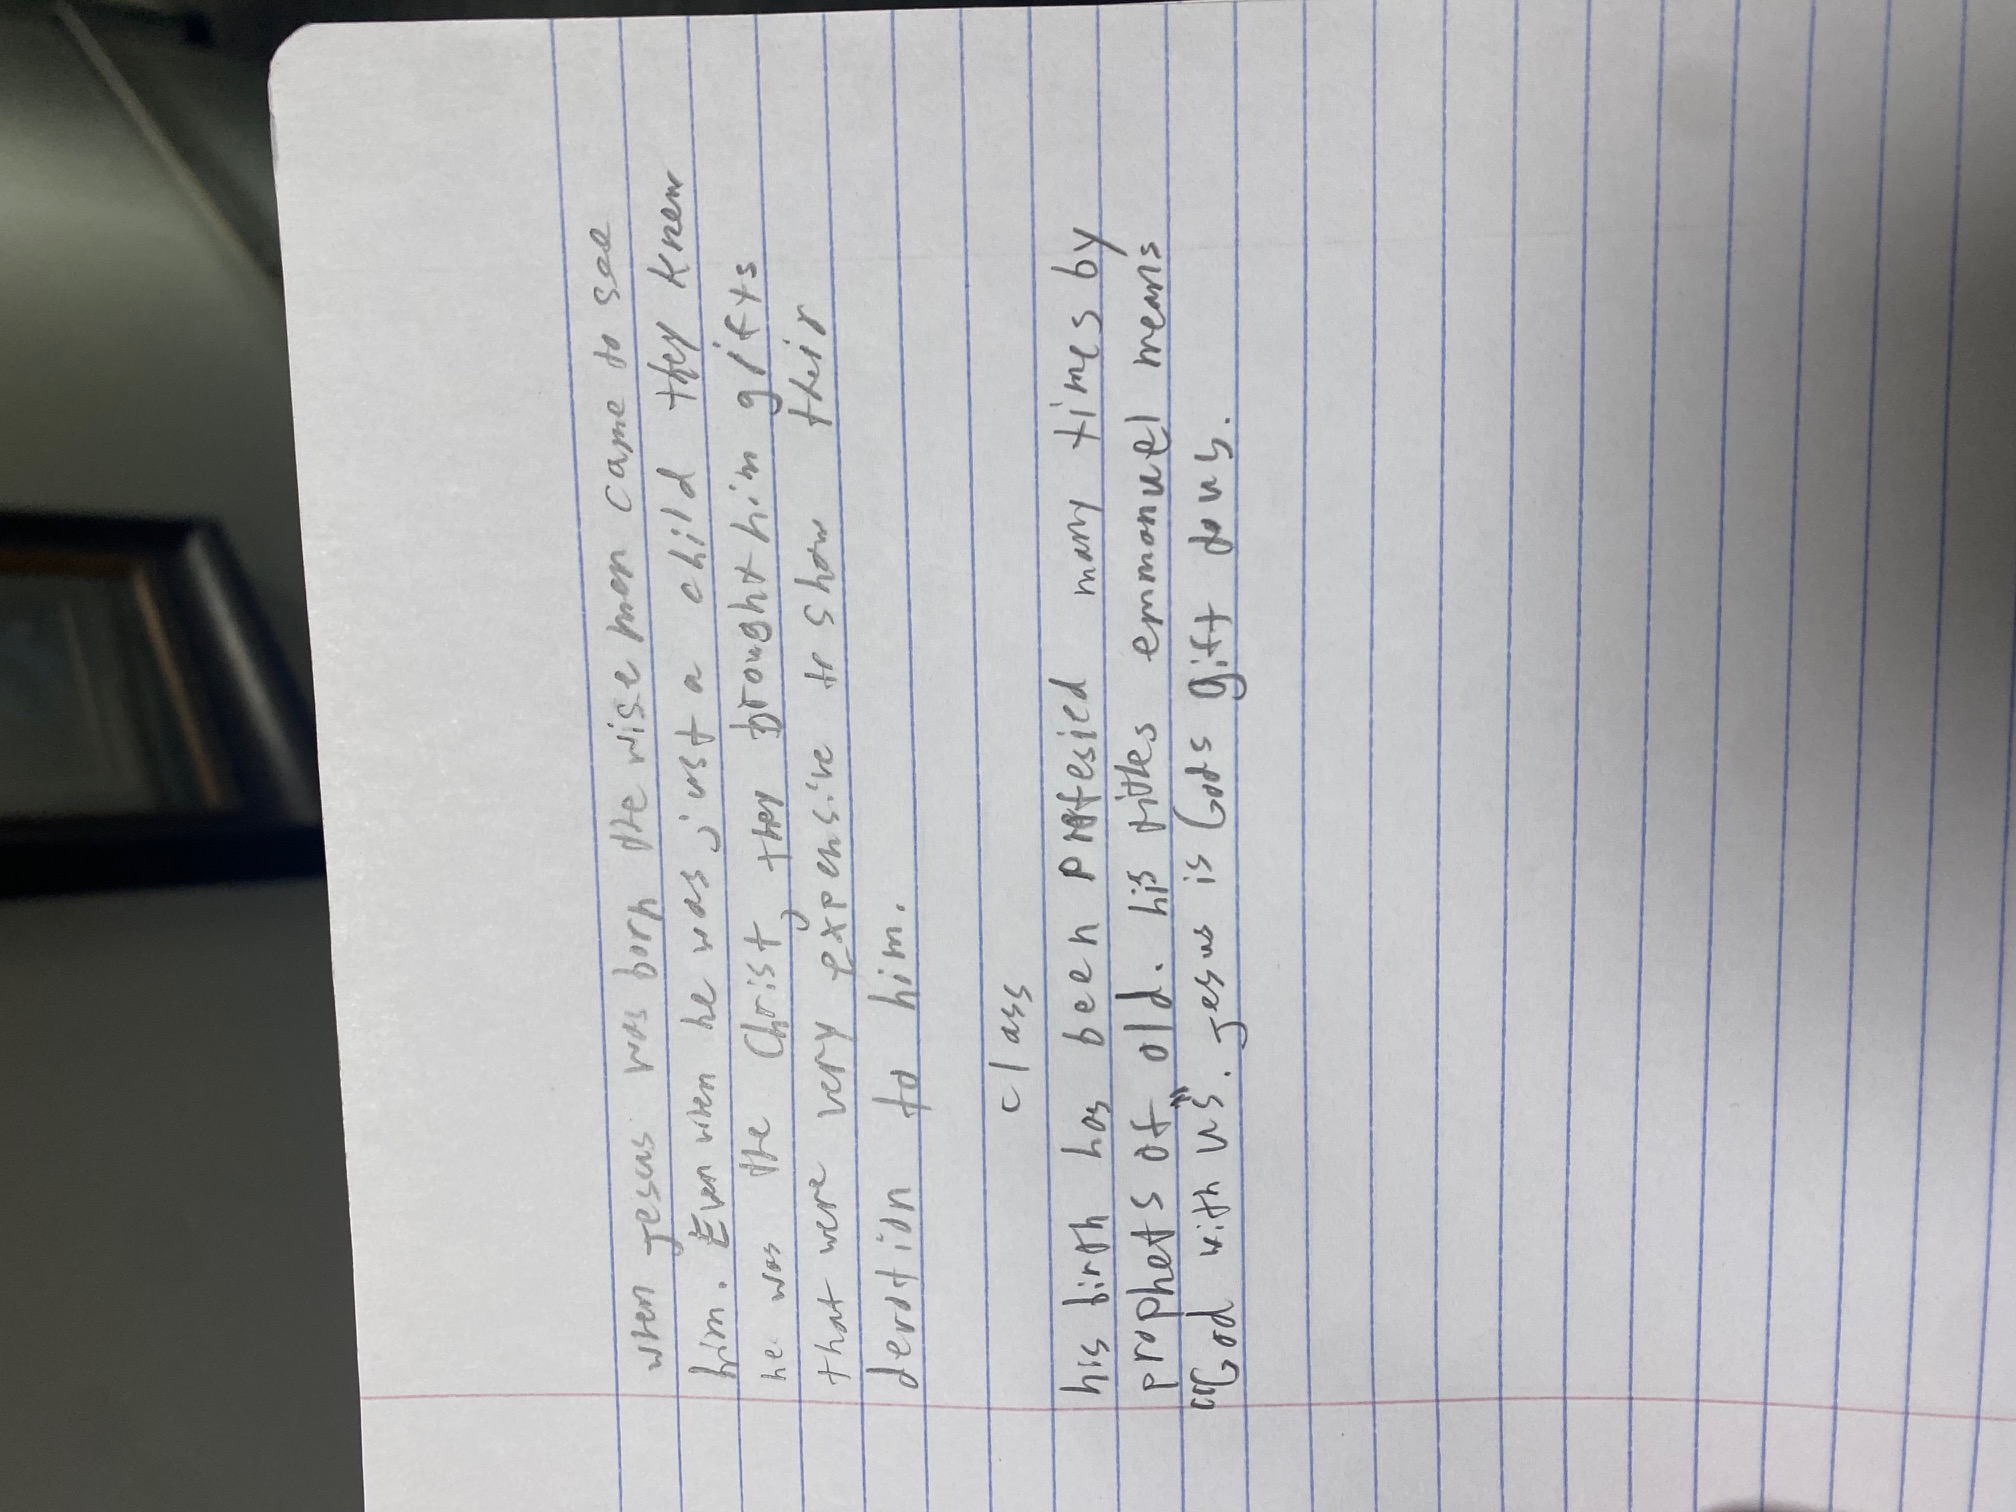 when Jesus was born the wise men came to see
him. Even when he was just a child they knew
he was the Christ, they brought him gifts
that were very expensive to show their
devotion to him.
class
his birth has been profesied many times by
prophets of old. his titles emmanuel means
"God with us". Jesus is Gods gift to us.